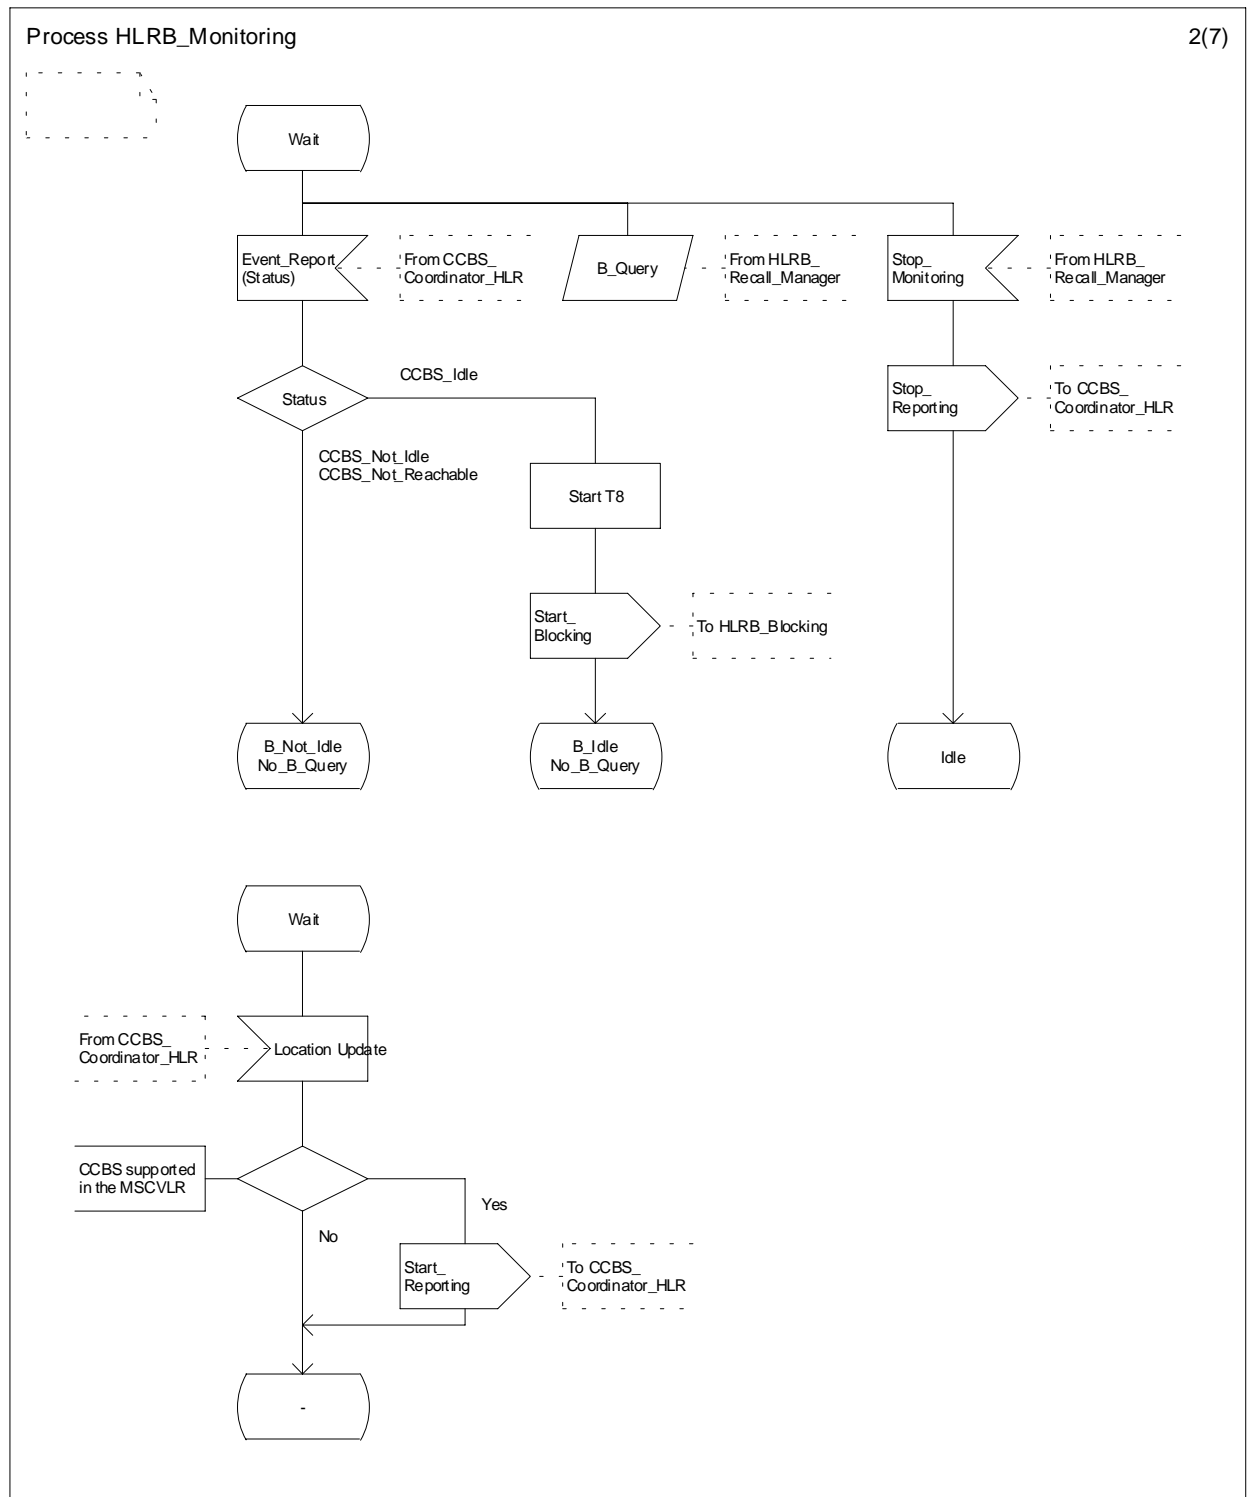 Process HLRB_Monitoring
2(7)
Wait
Event_Report
(Status)
From CCBS_
Coordinator_HLR
B_Query
From HLRB_
Recall_Manager
Stop_
Monitoring
From HLRB_
Recall_Manager
Status
CCBS_Idle
Stop_
Reporting
To CCBS_
Coordinator_HLR
CCBS_Not_Idle
CCBS_Not_Reachable
Start T8
Start_
Blocking
To HLRB_Blocking
B_Not_Idle
No_B_Query
B_Idle
No_B_Query
Idle
Wait
From CCBS_
Coordinator_HLR
Location Update
CCBS supported
in the MSCVLR
Yes
No
Start_
Reporting
To CCBS_
Coordinator_HLR
-